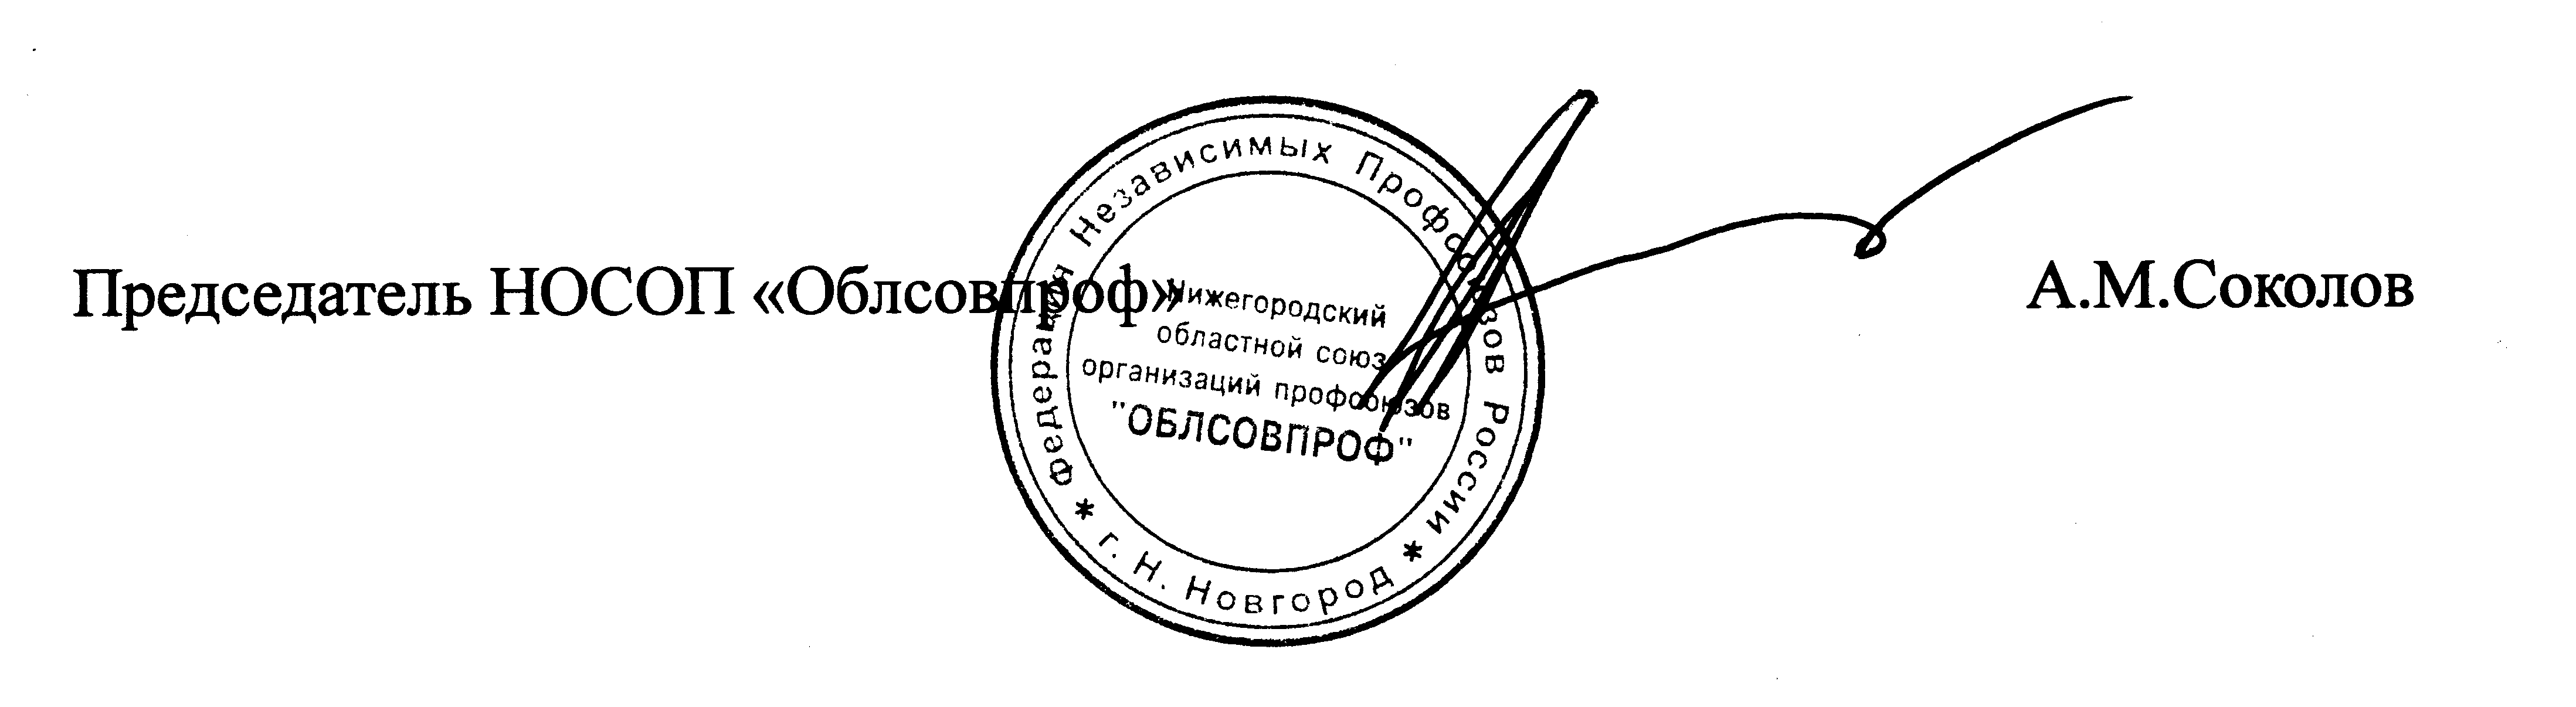 Председатель НОСОП «Облсовпроф» А.М.Соколов
Федерация Независимых Профсоюзов России
Нижегородский
областной союз
организаций профсоюзов
"ОБЛСОВПРОФ"
* г. Н. Новгород *